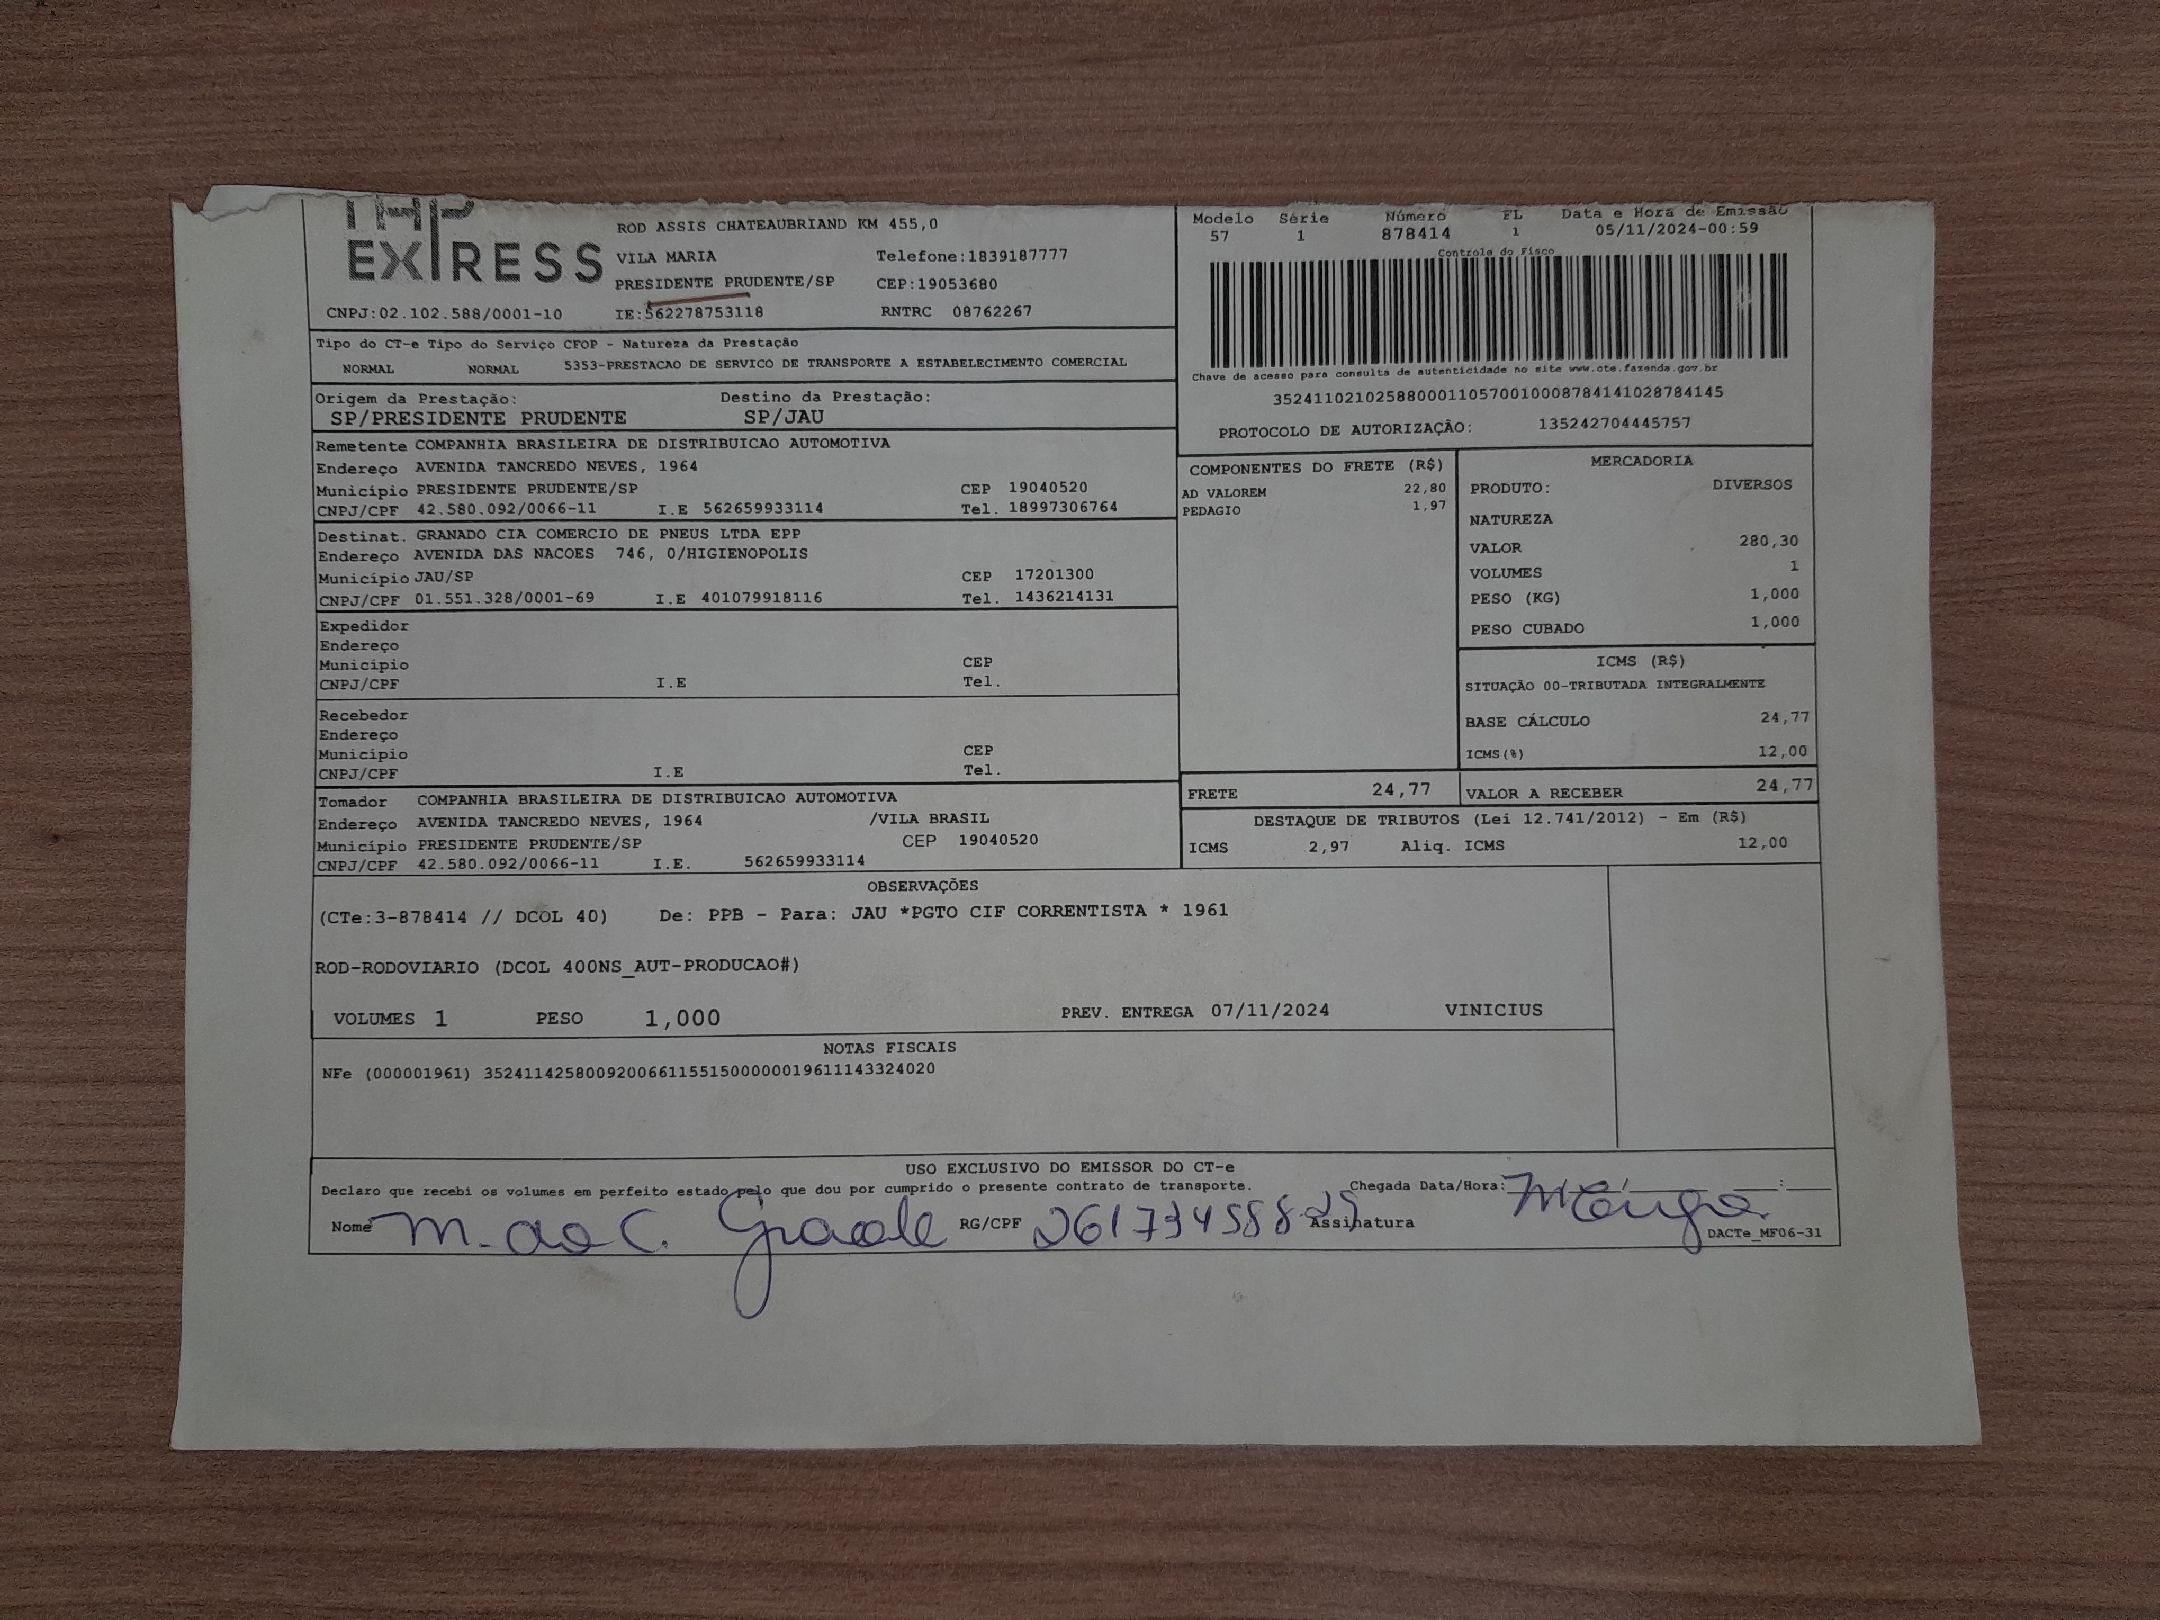 EXPRESS
ROD ASSIS CHATEAUBRIAND KM 455,0
VILA MARIA Telefone:1839187777
PRESIDENTE PRUDENTE/SP CEP:19053680
CNPJ:02.102.588/0001-10 IE:562278753118 RNTRC 08762267
Modelo Série Número FL Data e Hora de Emissão
57 1 878414 1 05/11/2024-00:59
Controle do Fisco
Chave de acesso para consulta de autenticidade no site www.cte.fazenda.gov.br
35241102102588000110570010008784141028784145
PROTOCOLO DE AUTORIZAÇÃO: 135242704445757
Tipo do CT-e Tipo do Serviço CFOP - Natureza da Prestação
NORMAL NORMAL 5353-PRESTACAO DE SERVICO DE TRANSPORTE A ESTABELECIMENTO COMERCIAL
Origem da Prestação: Destino da Prestação:
SP/PRESIDENTE PRUDENTE SP/JAU
Remetente COMPANHIA BRASILEIRA DE DISTRIBUICAO AUTOMOTIVA
Endereço AVENIDA TANCREDO NEVES, 1964
Município PRESIDENTE PRUDENTE/SP CEP 19040520
CNPJ/CPF 42.580.092/0066-11 I.E 562659933114 Tel. 18997306764
Destinat. GRANADO CIA COMERCIO DE PNEUS LTDA EPP
Endereço AVENIDA DAS NACOES 746, 0/HIGIENOPOLIS
Município JAU/SP CEP 17201300
CNPJ/CPF 01.551.328/0001-69 I.E 401079918116 Tel. 1436214131
Expedidor
Endereço
Município CEP
CNPJ/CPF I.E Tel.
Recebedor
Endereço
Município CEP
CNPJ/CPF I.E Tel.
Tomador COMPANHIA BRASILEIRA DE DISTRIBUICAO AUTOMOTIVA
Endereço AVENIDA TANCREDO NEVES, 1964 /VILA BRASIL
Município PRESIDENTE PRUDENTE/SP CEP 19040520
CNPJ/CPF 42.580.092/0066-11 I.E. 562659933114
COMPONENTES DO FRETE (R$)
AD VALOREM 22,80
PEDAGIO 1,97
MERCADORIA
PRODUTO: DIVERSOS
NATUREZA
VALOR 280,30
VOLUMES 1
PESO (KG) 1,000
PESO CUBADO 1,000
ICMS (R$)
SITUAÇÃO 00-TRIBUTADA INTEGRALMENTE
BASE CÁLCULO 24,77
ICMS(%) 12,00
FRETE 24,77 VALOR A RECEBER 24,77
DESTAQUE DE TRIBUTOS (Lei 12.741/2012) - Em (R$)
ICMS 2,97 Aliq. ICMS 12,00
OBSERVAÇÕES
(CTe:3-878414 // DCOL 40) De: PPB - Para: JAU *PGTO CIF CORRENTISTA * 1961
ROD-RODOVIARIO (DCOL 400NS_AUT-PRODUCAO#)
VOLUMES 1 PESO 1,000 PREV. ENTREGA 07/11/2024 VINICIUS
NOTAS FISCAIS
NFe (000001961) 35241142580092006611551500000019611143324020
USO EXCLUSIVO DO EMISSOR DO CT-e
Declaro que recebi os volumes em perfeito estado pelo que dou por cumprido o presente contrato de transporte. Chegada Data/Hora:
Nome M. do C. RG/CPF Assinatura
DACTe_MF06-31